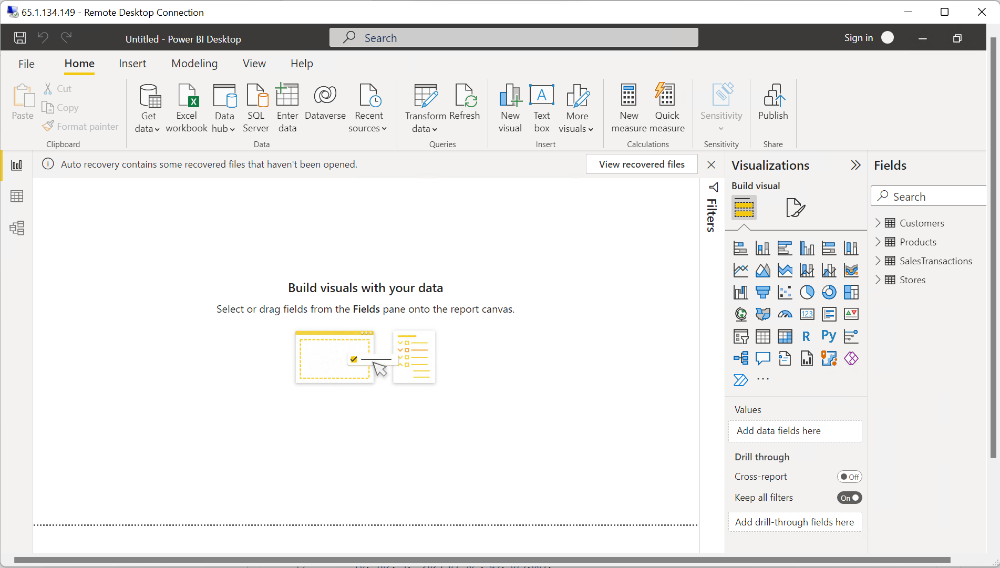 65.1.134.149 - Remote Desktop Connection
Untitled - Power BI Desktop
Search
Sign in
File
Home
Insert
Modeling
View
Help
Paste
Cut
Copy
Format painter
Clipboard
Get data
Excel workbook
Data hub
SQL Server
Enter data
Dataverse
Recent sources
Data
Transform data
Refresh
Queries
New visual
A
Text box
More visuals
Insert
New measure
Quick measure
Calculations
Sensitivity
Sensitivity
Publish
Share
Auto recovery contains some recovered files that haven't been opened.
View recovered files
Build visuals with your data
Select or drag fields from the Fields pane onto the report canvas.
Filters
Visualizations
Build visual
123
R
Py
...
Values
Add data fields here
Drill through
Cross-report
Off
Keep all filters
On
Add drill-through fields here
Fields
Search
Customers
Products
SalesTransactions
Stores